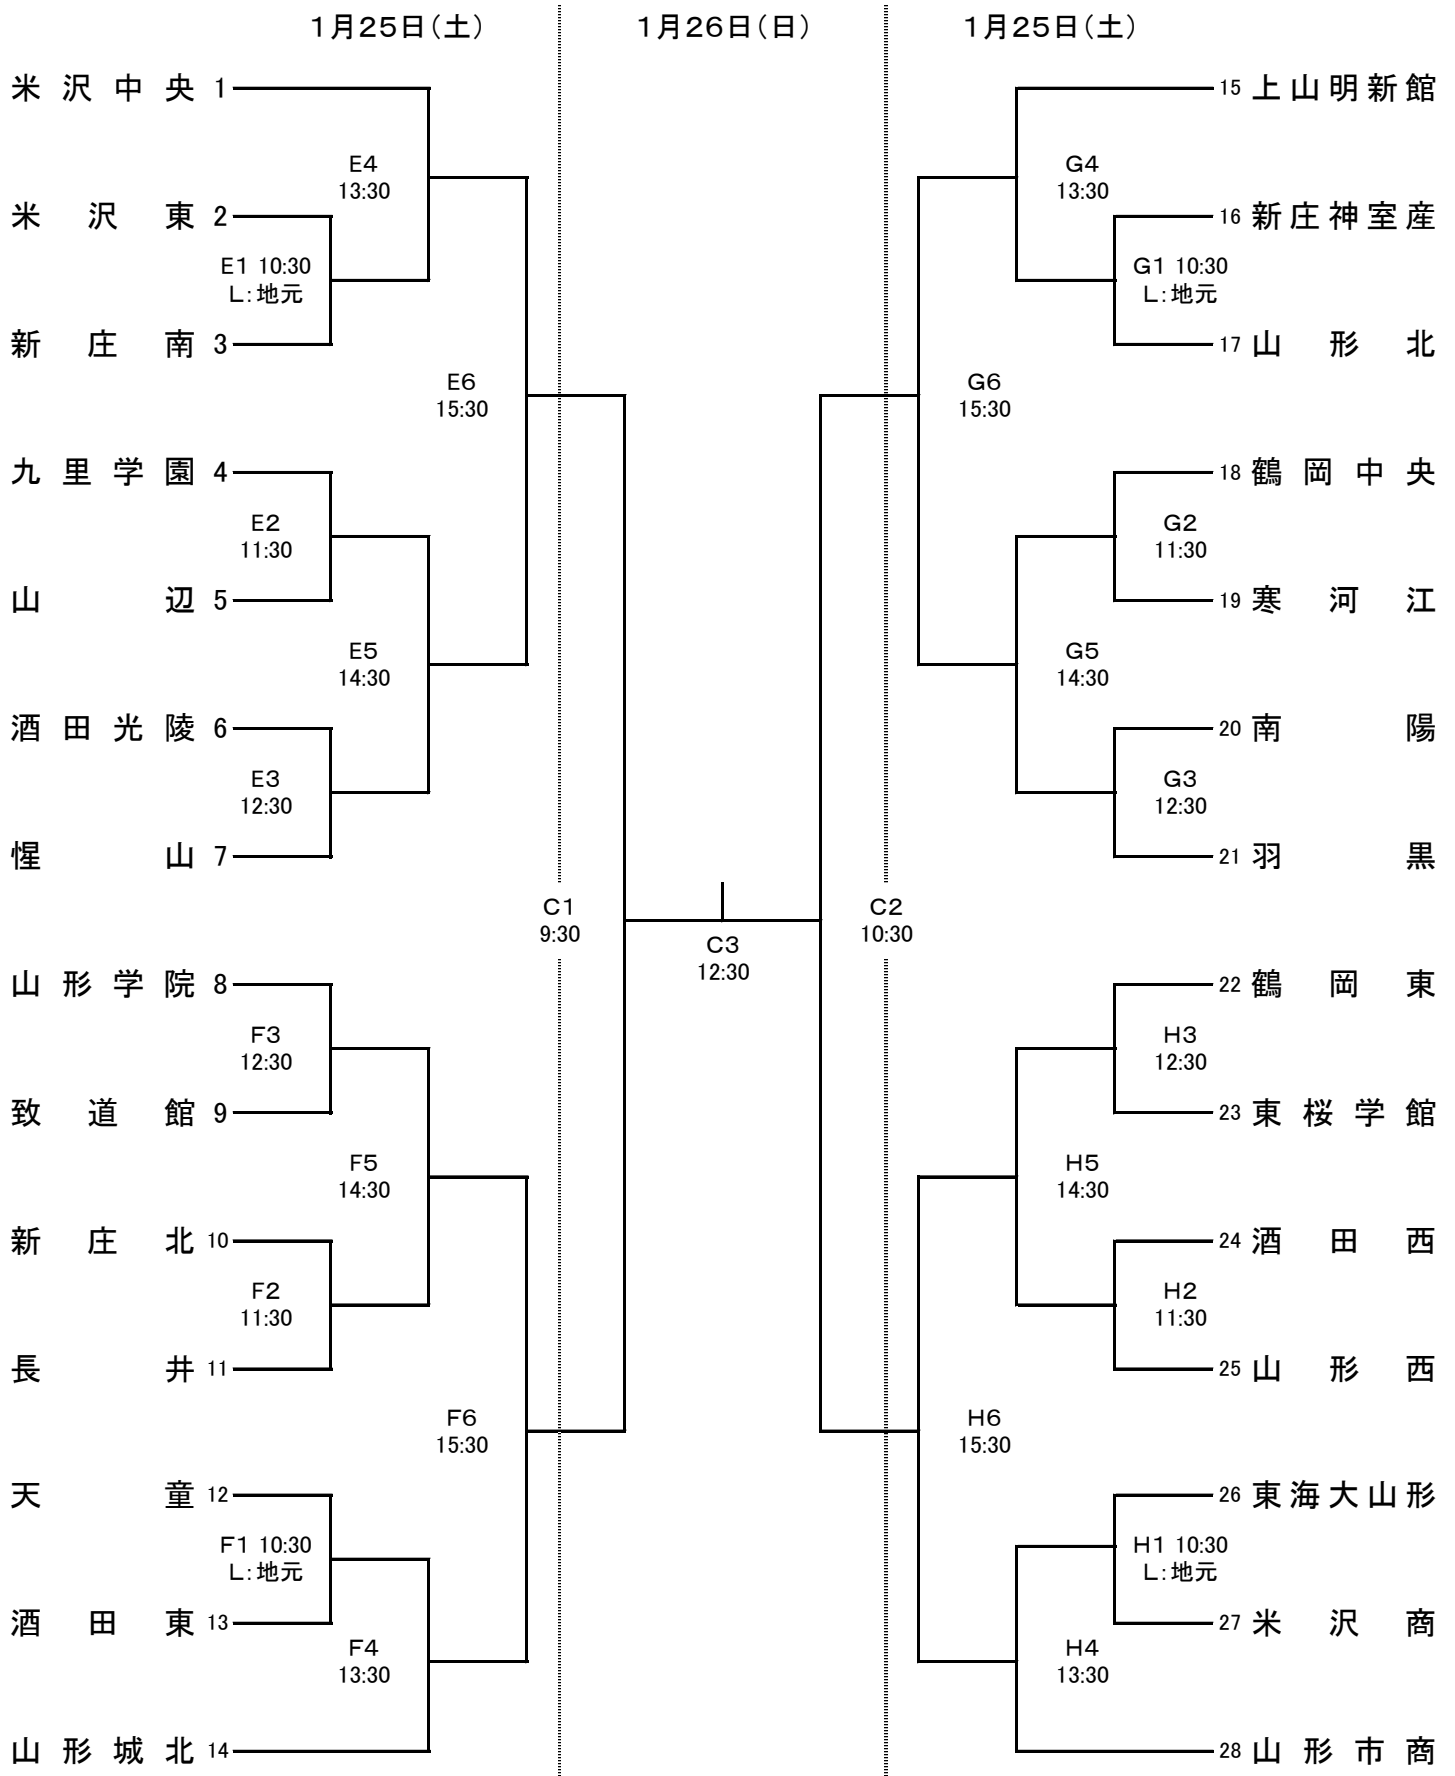 1月25日(土)
1月26日(日)
1月25日(土)
米沢中央 1
E4
13:30
米沢東 2
E1 10:30
L:地元
新庄南 3
E6
15:30
九里学園 4
E2
11:30
山辺 5
E5
14:30
酒田光陵 6
E3
12:30
惺山 7
C1
9:30
C3
12:30
C2
10:30
山形学院 8
F3
12:30
致道館 9
F5
14:30
新庄北 10
F2
11:30
長井 11
F6
15:30
天童 12
F1 10:30
L:地元
酒田東 13
F4
13:30
山形城北 14
15 上山明新館
G4
13:30
16 新庄神室産
G1 10:30
L:地元
17 山形北
G6
15:30
18 鶴岡中央
G2
11:30
19 寒河江
G5
14:30
20 南陽
G3
12:30
21 羽黒
22 鶴岡東
H3
12:30
23 東桜学館
H5
14:30
24 酒田西
H2
11:30
25 山形西
H6
15:30
26 東海大山形
H1 10:30
L:地元
27 米沢商
H4
13:30
28 山形市商